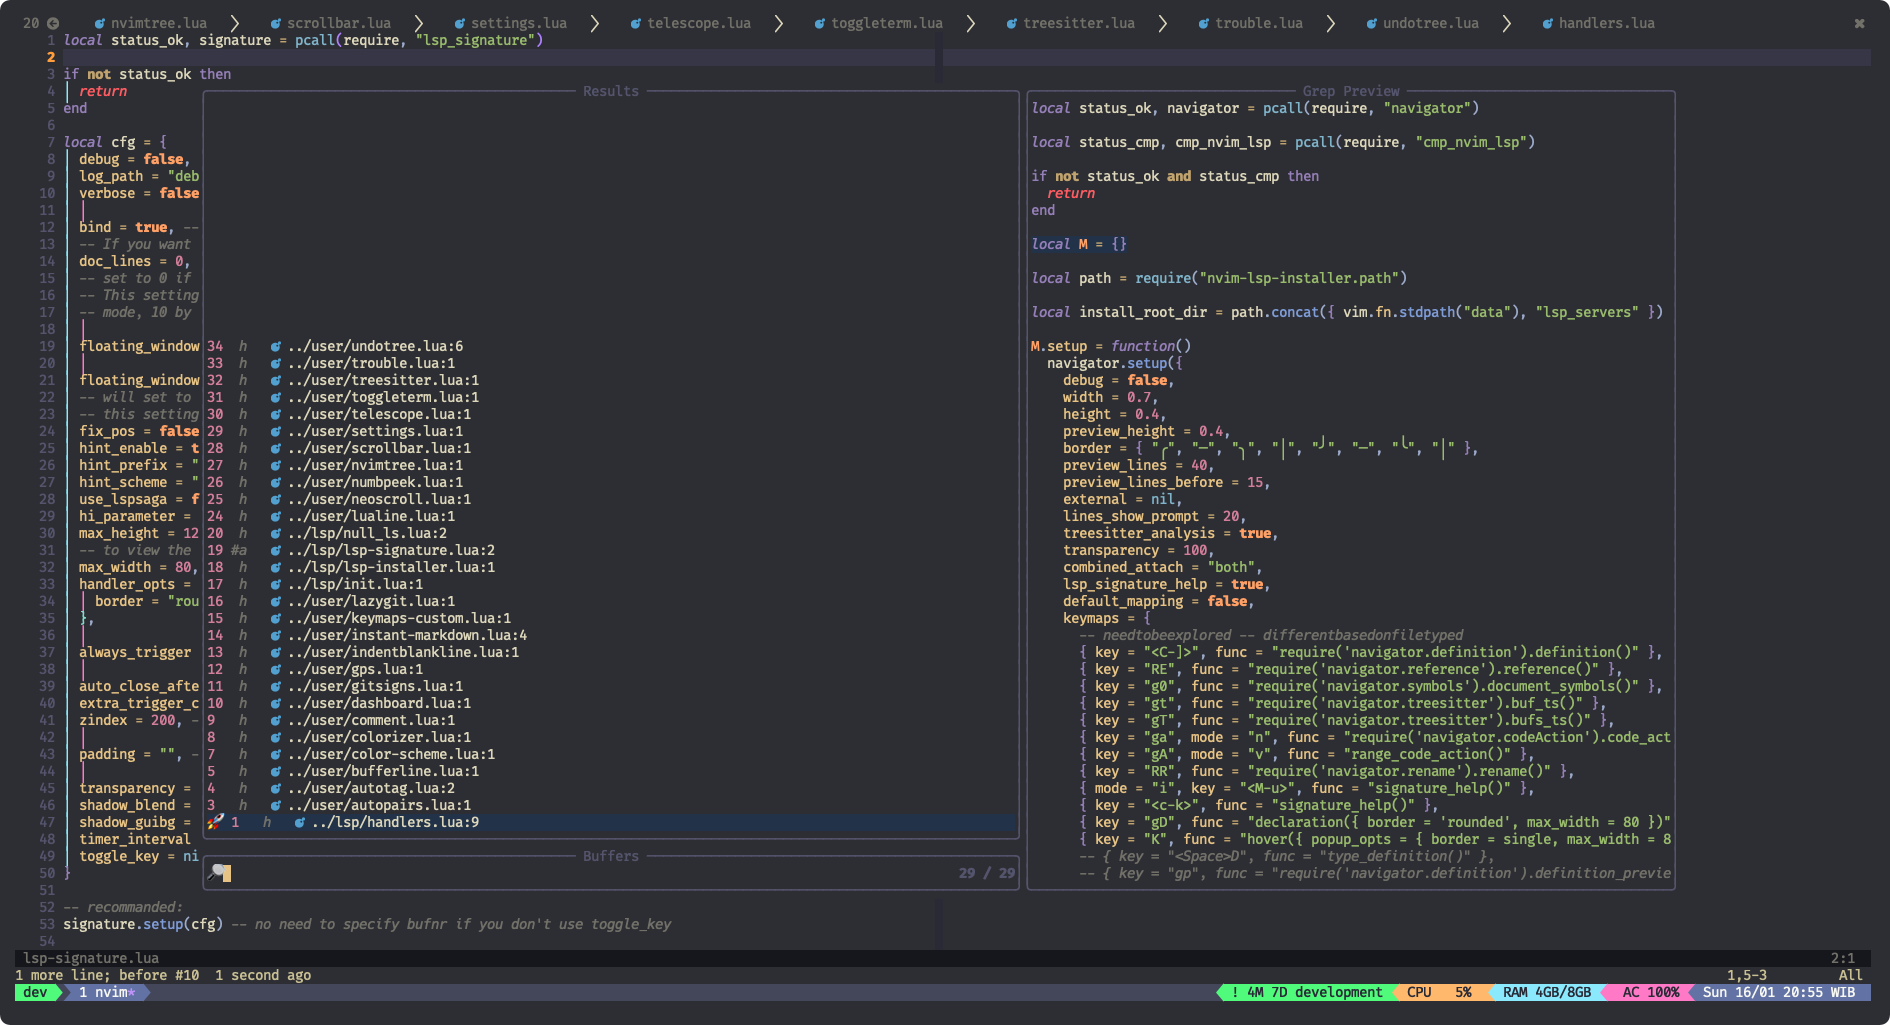 20 nvimtree.lua scrollbar.lua settings.lua telescope.lua toggleterm.lua treesitter.lua trouble.lua undotree.lua handlers.lua
1 local status_ok, signature = pcall(require, "lsp_signature")
2
3 if not status_ok then
4 return
5 end
6
7 local cfg = {
8 debug = false,
9 log_path = "deb
10 verbose = false
11
12 bind = true, --
13 -- If you want
14 doc_lines = 0,
15 -- set to 0 if
16 -- This setting
17 -- mode, 10 by
18
19 floating_window
20
21 floating_window
22 -- will set to
23 -- this setting
24 fix_pos = false
25 hint_enable = t
26 hint_prefix = "
27 hint_scheme = "
28 use_lspsaga = f
29 hi_parameter =
30 max_height = 12
31 -- to view the
32 max_width = 80,
33 handler_opts =
34 border = "rou
35 },
36
37 always_trigger
38
39 auto_close_afte
40 extra_trigger_c
41 zindex = 200, -
42
43 padding = "", -
44
45 transparency =
46 shadow_blend =
47 shadow_guibg =
48 timer_interval
49 toggle_key = ni
50 }
51
52 -- recommanded:
53 signature.setup(cfg) -- no need to specify bufnr if you don't use toggle_key
54
Results
34 h ../user/undotree.lua:6
33 h ../user/trouble.lua:1
32 h ../user/treesitter.lua:1
31 h ../user/toggleterm.lua:1
30 h ../user/telescope.lua:1
29 h ../user/settings.lua:1
28 h ../user/scrollbar.lua:1
27 h ../user/nvimtree.lua:1
26 h ../user/numbpeek.lua:1
25 h ../user/neoscroll.lua:1
24 h ../user/lualine.lua:1
20 h ../lsp/null_ls.lua:2
19 #a ../lsp/lsp-signature.lua:2
18 h ../lsp/lsp-installer.lua:1
17 h ../lsp/init.lua:1
16 h ../user/lazygit.lua:1
15 h ../user/keymaps-custom.lua:1
14 h ../user/instant-markdown.lua:4
13 h ../user/indentblankline.lua:1
12 h ../user/gps.lua:1
11 h ../user/gitsigns.lua:1
10 h ../user/dashboard.lua:1
9 h ../user/comment.lua:1
8 h ../user/colorizer.lua:1
7 h ../user/color-scheme.lua:1
5 h ../user/bufferline.lua:1
4 h ../user/autotag.lua:2
3 h ../user/autopairs.lua:1
1 h ../lsp/handlers.lua:9
Buffers
29 / 29
Grep Preview
local status_ok, navigator = pcall(require, "navigator")
local status_cmp, cmp_nvim_lsp = pcall(require, "cmp_nvim_lsp")
if not status_ok and status_cmp then
return
end
local M = {}
local path = require("nvim-lsp-installer.path")
local install_root_dir = path.concat({ vim.fn.stdpath("data"), "lsp_servers" })
M.setup = function()
navigator.setup({
debug = false,
width = 0.7,
height = 0.4,
preview_height = 0.4,
border = { "╭", "─", "╮", "│", "╯", "─", "╰", "│" },
preview_lines = 40,
preview_lines_before = 15,
external = nil,
lines_show_prompt = 20,
treesitter_analysis = true,
transparency = 100,
combined_attach = "both",
lsp_signature_help = true,
default_mapping = false,
keymaps = {
-- needtobeexplored -- differentbasedonfiletyped
{ key = "<C-]>", func = "require('navigator.definition').definition()" },
{ key = "RE", func = "require('navigator.reference').reference()" },
{ key = "g0", func = "require('navigator.symbols').document_symbols()" },
{ key = "gt", func = "require('navigator.treesitter').buf_ts()" },
{ key = "gT", func = "require('navigator.treesitter').bufs_ts()" },
{ key = "ga", mode = "n", func = "require('navigator.codeAction').code_act
{ key = "gA", mode = "v", func = "range_code_action()" },
{ key = "RR", func = "require('navigator.rename').rename()" },
{ mode = "i", key = "<M-u>", func = "signature_help()" },
{ key = "<c-k>", func = "signature_help()" },
{ key = "gD", func = "declaration({ border = 'rounded', max_width = 80 })"
{ key = "K", func = "hover({ popup_opts = { border = single, max_width = 8
-- { key = "<Space>D", func = "type_definition()" },
-- { key = "gp", func = "require('navigator.definition').definition_previe
lsp-signature.lua 2:1
1 more line; before #10 1 second ago 1,5-3 All
dev 1 nvim* ! 4M 7D development CPU 5% RAM 4GB/8GB AC 100% Sun 16/01 20:55 WIB